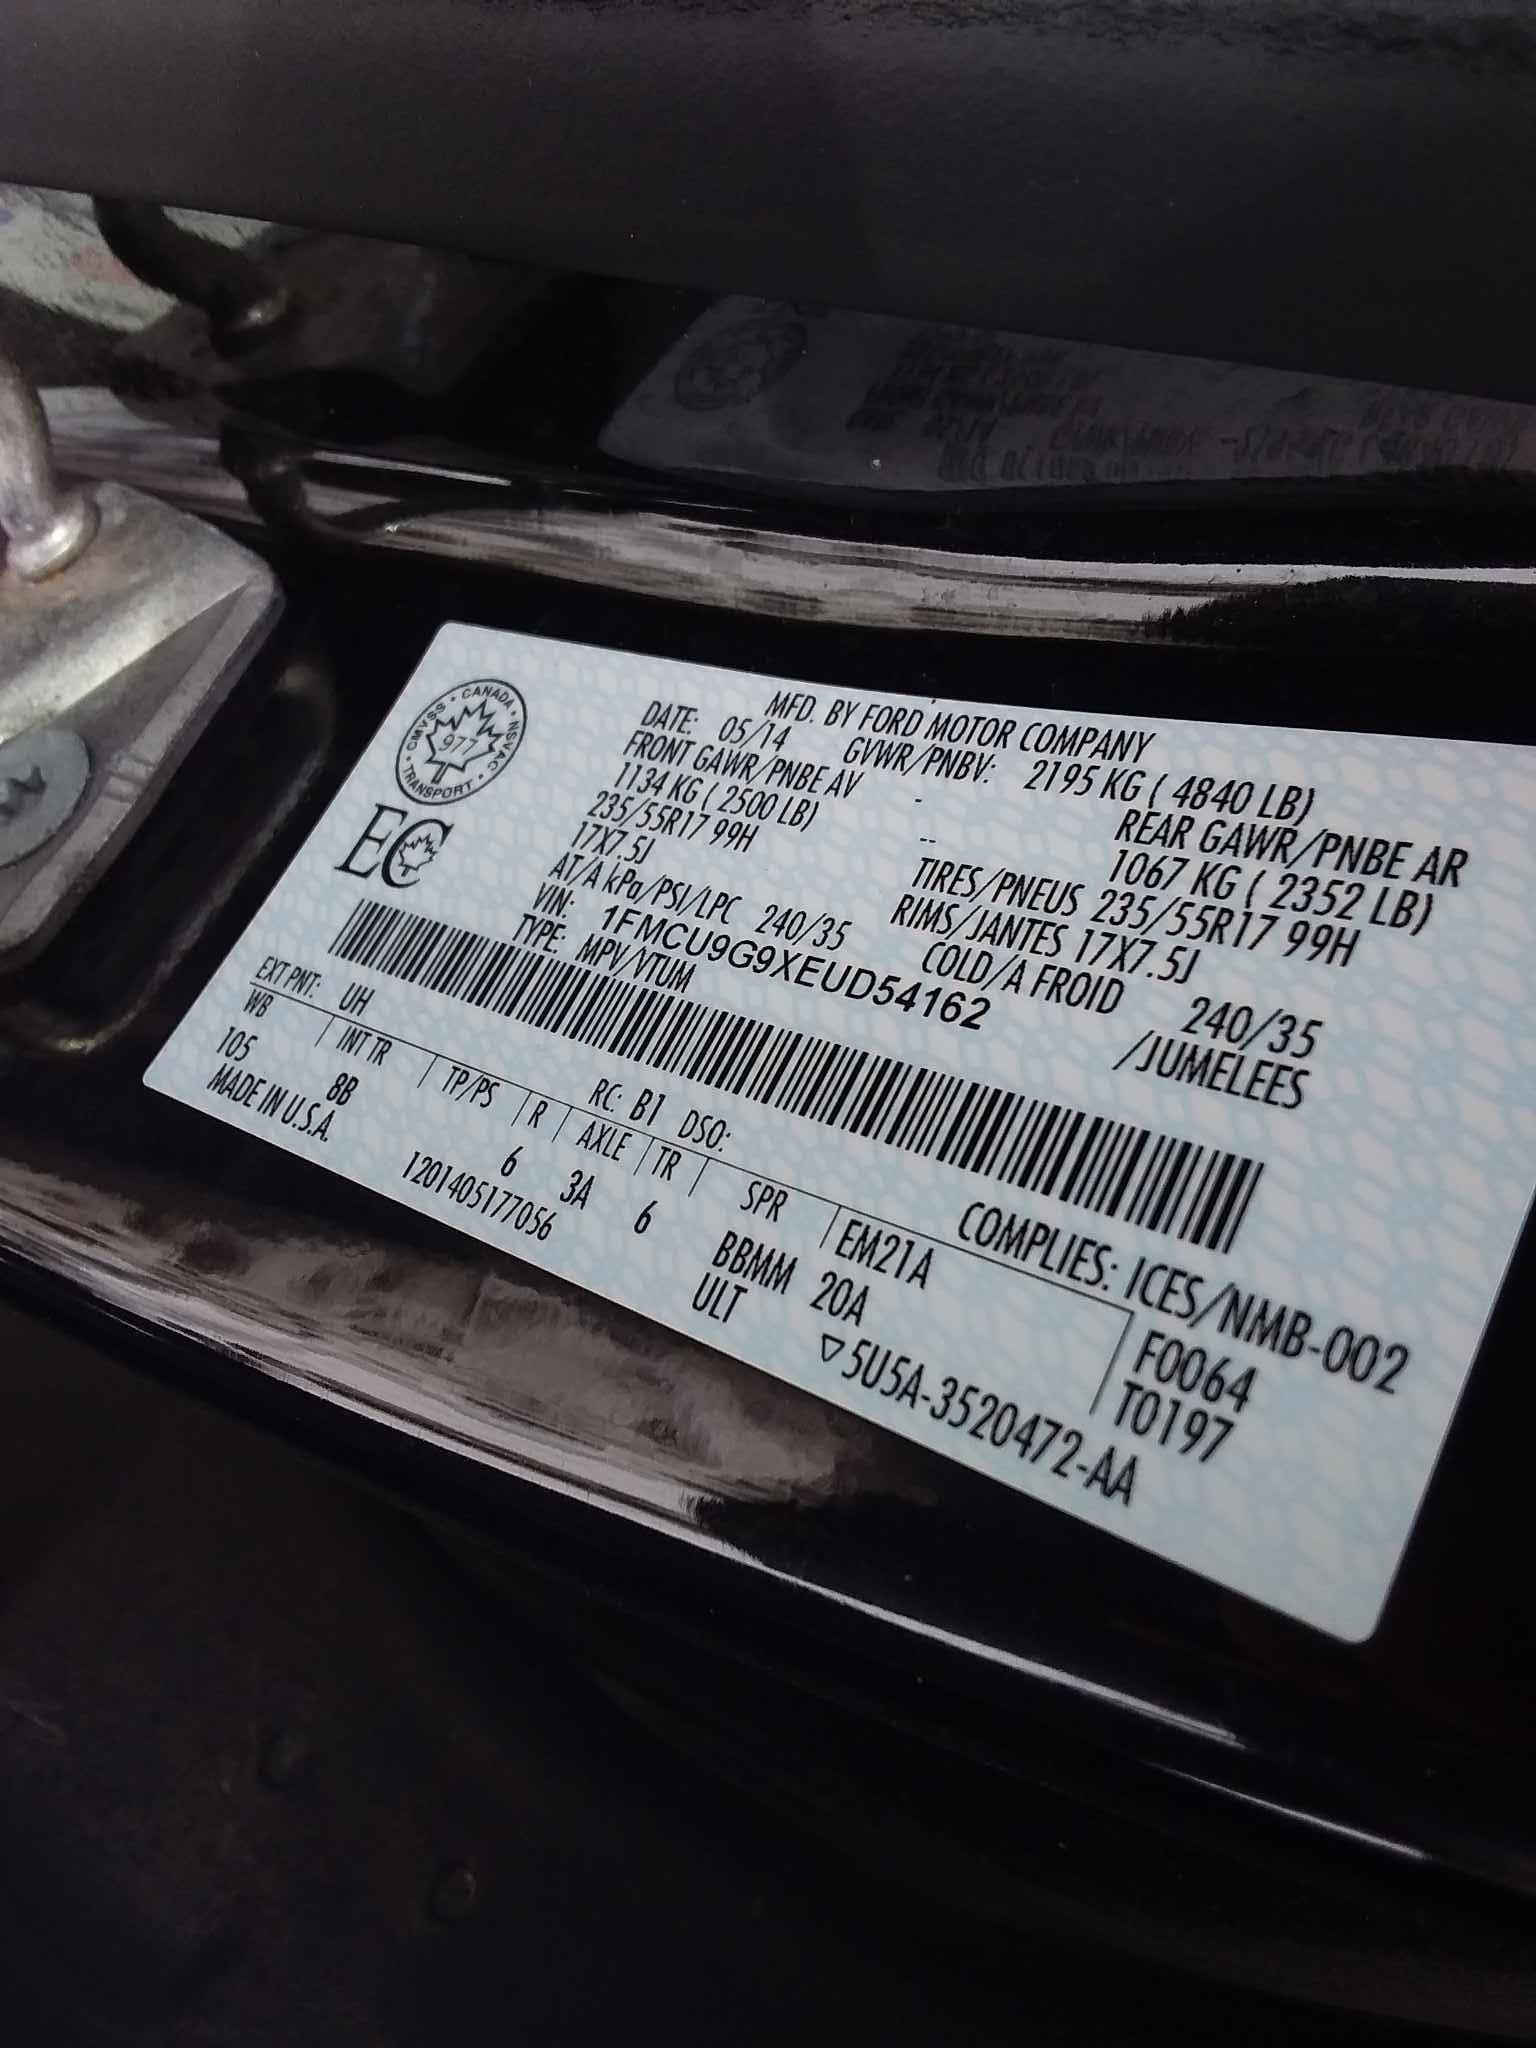 CMVSS • CANADA • NSVAC • TRANSPORT
977
EC
MFD. BY FORD MOTOR COMPANY
DATE: 05/14 GVWR/PNBV: 2195 KG ( 4840 LB)
FRONT GAWR/PNBE AV - REAR GAWR/PNBE AR
1134 KG ( 2500 LB) -- 1067 KG ( 2352 LB)
235/55R17 99H TIRES/PNEUS 235/55R17 99H
17X7.5J RIMS/JANTES 17X7.5J
AT/A kPa/PSI/LPC 240/35 COLD/A FROID 240/35
VIN: 1FMCU9G9XEUD54162 /JUMELEES
TYPE: MPV/VTUM
COMPLIES: ICES/NMB-002
EXT PNT: UH RC: B1 DSO: F0064
WB INT TR TP/PS R AXLE TR SPR EM21A T0197
105 8B 6 3A 6 BBMM 20A
MADE IN U.S.A. ULT
1201405177056 ▽5U5A-3520472-AA